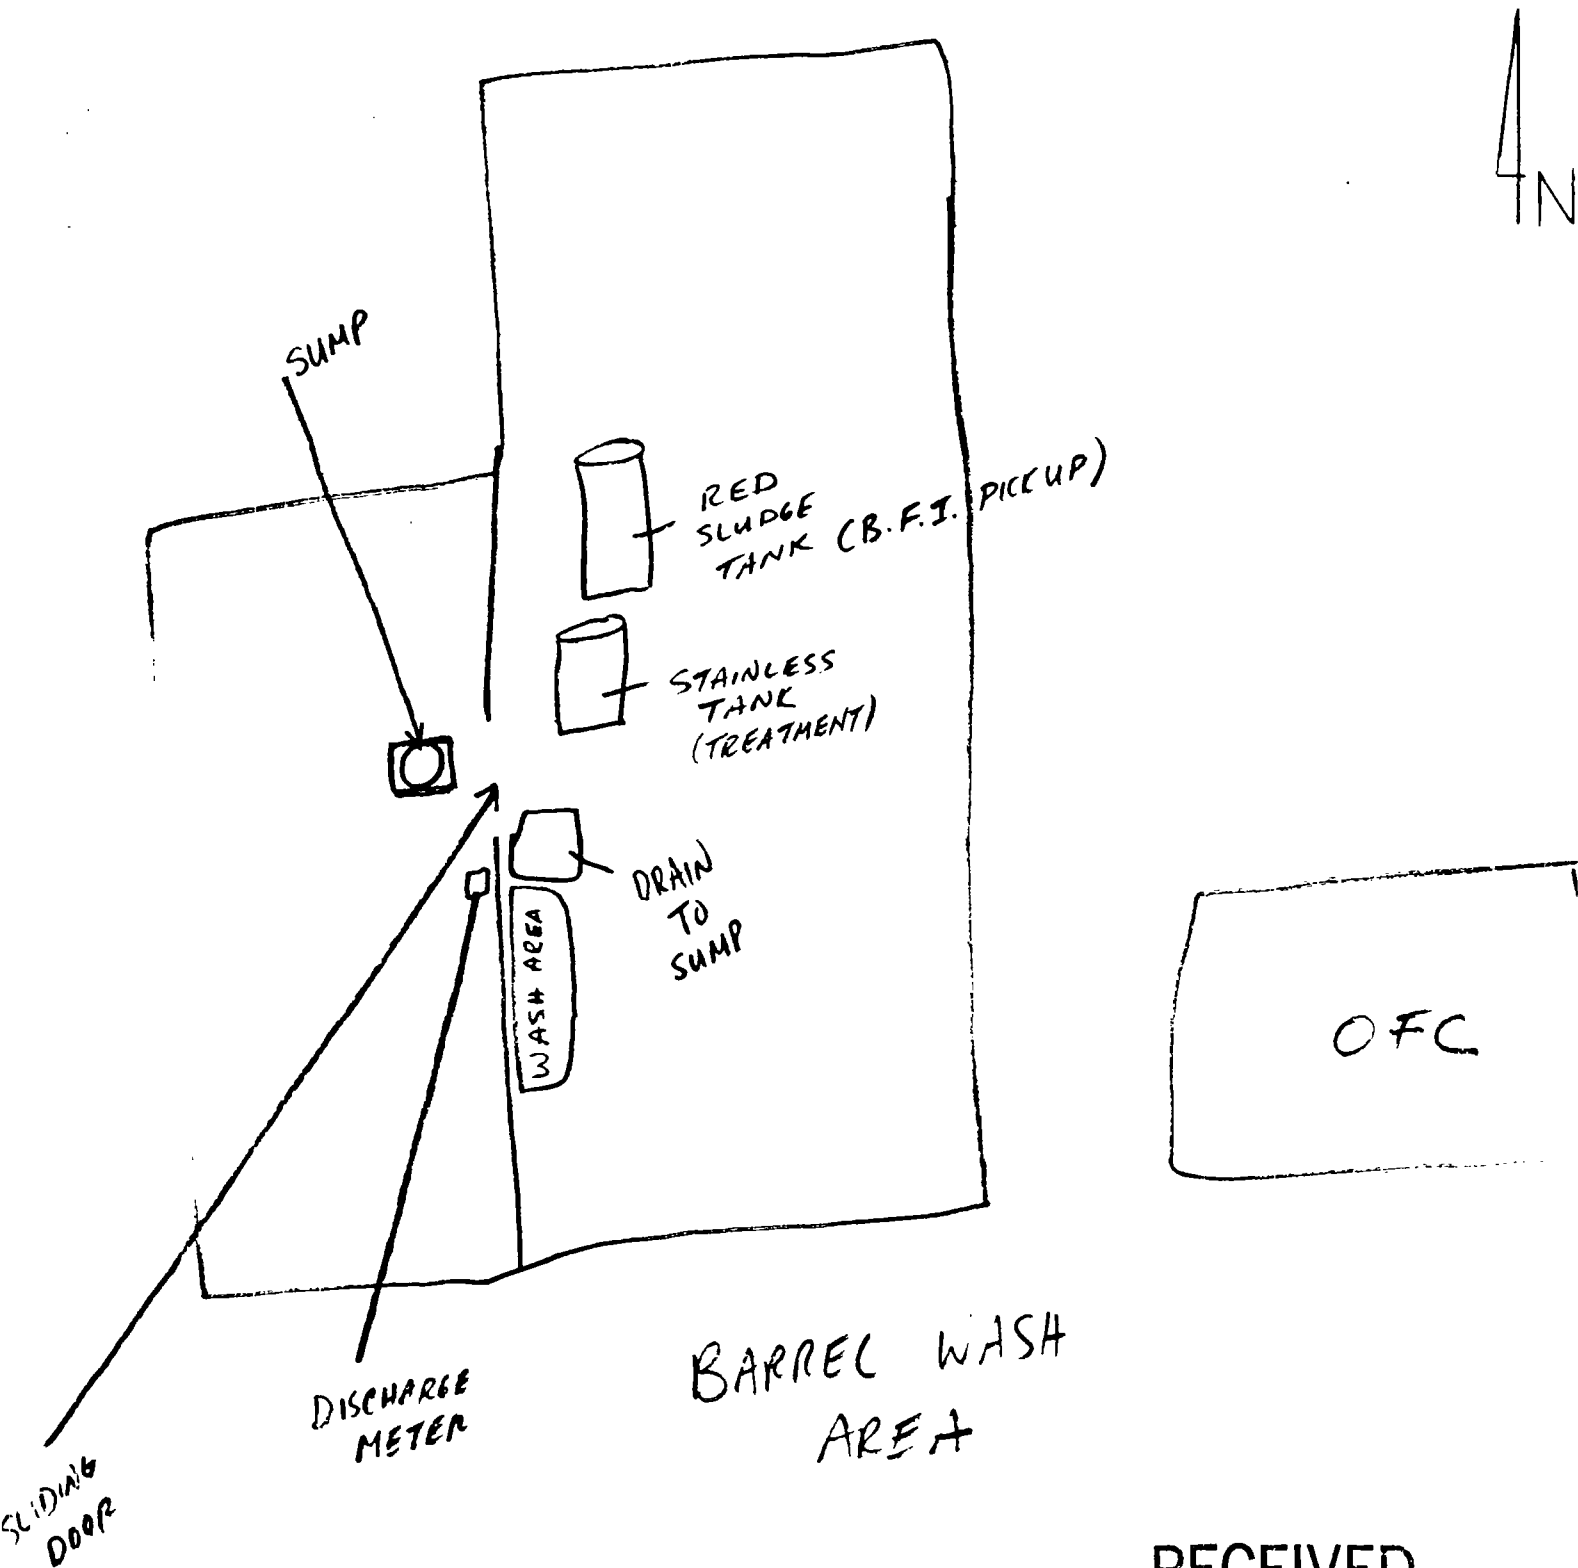 N
SUMP
RED
SLUDGE
TANK (B.F.I. PICKUP)
STAINLESS
TANK
(TREATMENT)
DRAIN
TO
SUMP
WASH AREA
OFC
DISCHARGE
METER
BARREL WASH
AREA
SLIDING
DOOR
RECEIVED